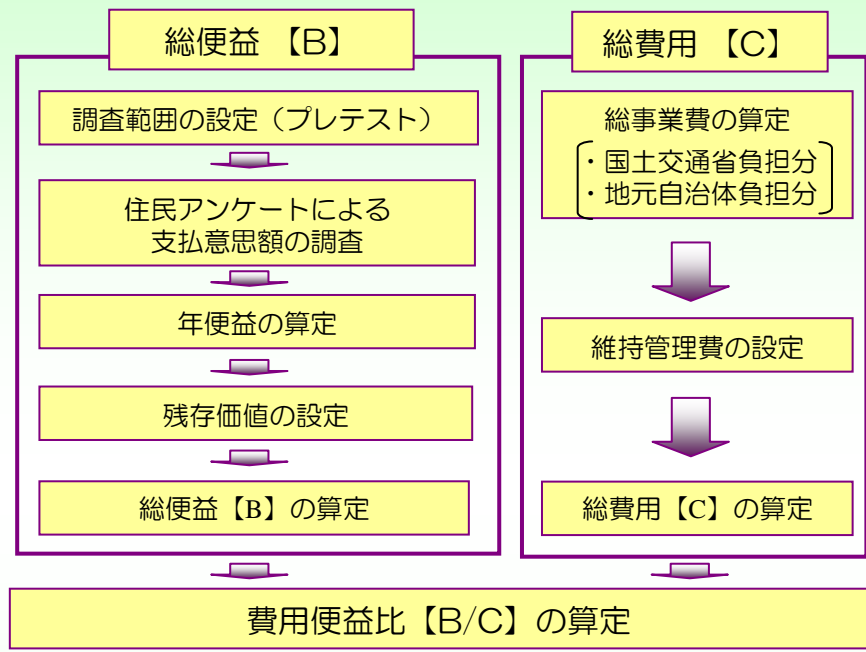 総便益 【B】
調査範囲の設定（プレテスト）
住民アンケートによる
支払意思額の調査
年便益の算定
残存価値の設定
総便益【B】の算定
総費用 【C】
総事業費の算定
・国土交通省負担分
・地元自治体負担分
維持管理費の設定
総費用【C】の算定
費用便益比【B/C】の算定